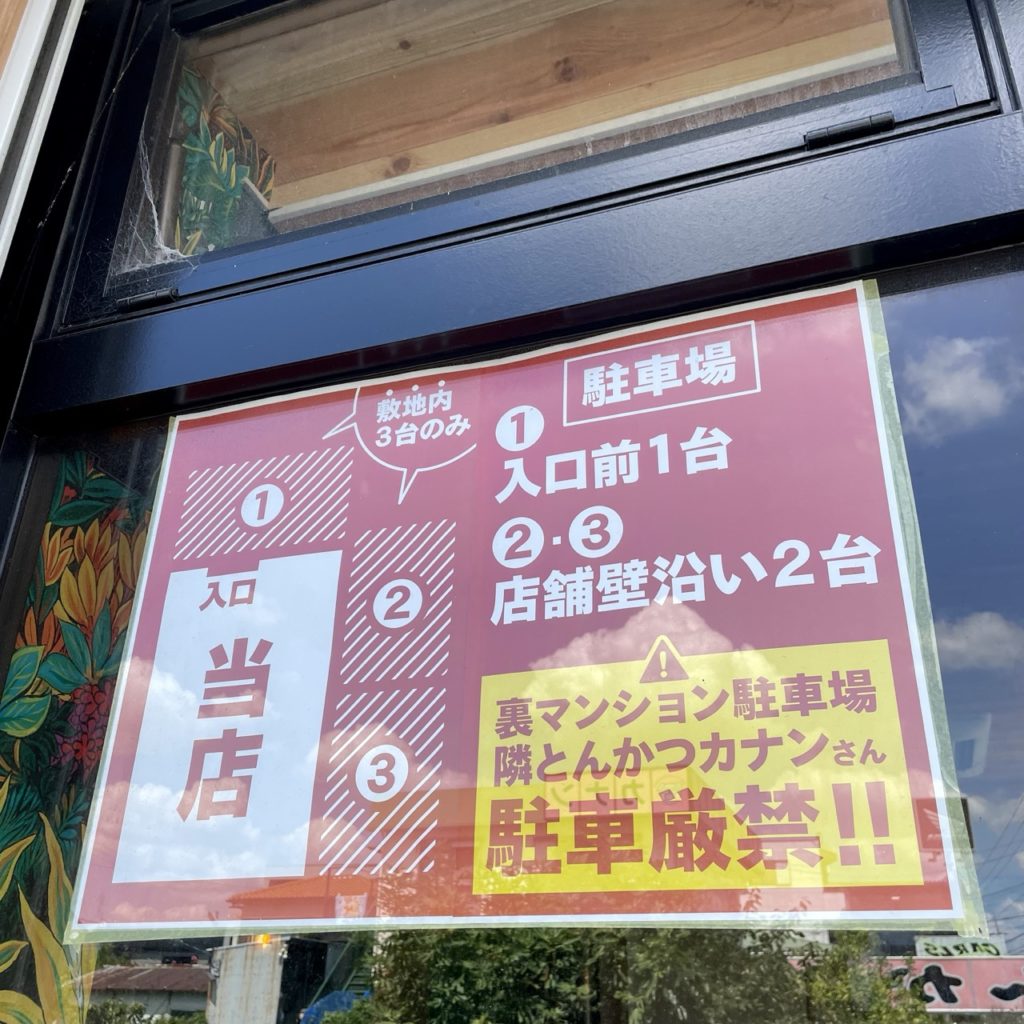 敷地内
3台のみ
駐車場
①
入口前1台
②・③
店舗壁沿い2台
①
入口
当店
②
③
裏マンション駐車場
隣とんかつカナンさん
駐車厳禁!!